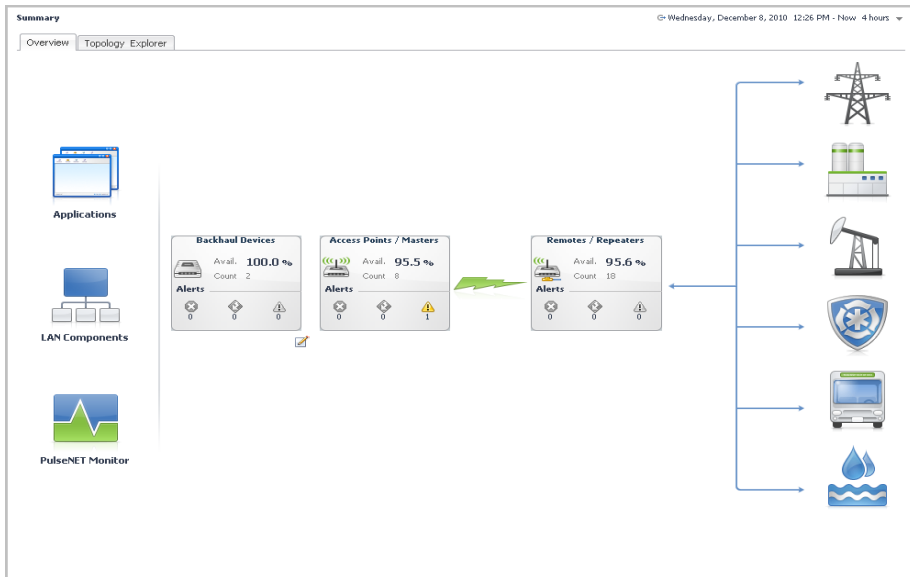 Summary
Wednesday, December 8, 2010 12:26 PM - Now 4 hours
Overview
Topology Explorer
Applications
LAN Components
PulseNET Monitor
Backhaul Devices
Avail. 100.0 %
Count 2
Alerts
0 0 0
Access Points / Masters
Avail. 95.5 %
Count 8
Alerts
0 0 1
Remotes / Repeaters
Avail. 95.6 %
Count 18
Alerts
0 0 0